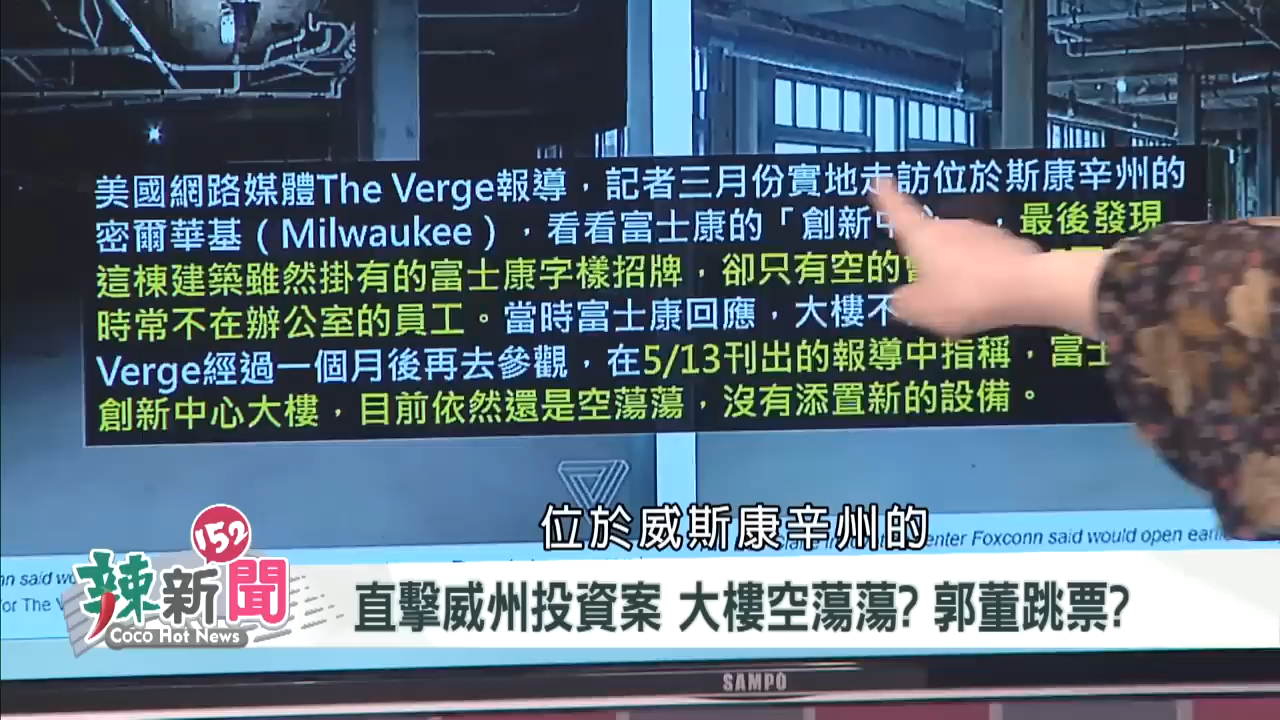 美國網路媒體The Verge報導，記者三月份實地走訪位於斯康辛州的
密爾華基（Milwaukee），看看富士康的「創新中，最後發現
這棟建築雖然掛有的富士康字樣招牌，卻只有空的
時常不在辦公室的員工。當時富士康回應，大樓不
Verge經過一個月後再去參觀，在5/13刊出的報導中指稱，富士
創新中心大樓，目前依然還是空蕩蕩，沒有添置新的設備。
位於威斯康辛州的
enter Foxconn said would open
nn said
for The V
152
辣新聞
Coco Hot News
直擊威州投資案 大樓空蕩蕩? 郭董跳票?
SAMPO